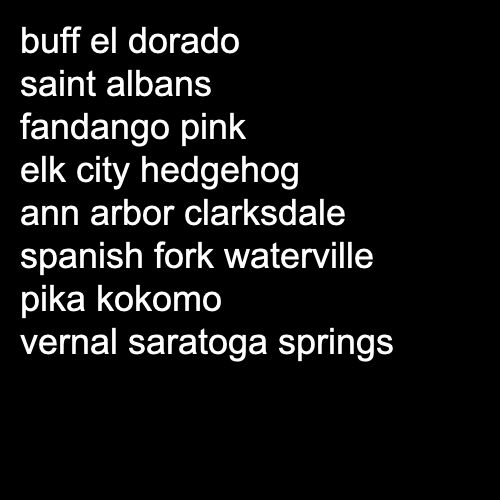 buff el dorado
saint albans
fandango pink
elk city hedgehog
ann arbor clarksdale
spanish fork waterville
pika kokomo
vernal saratoga springs